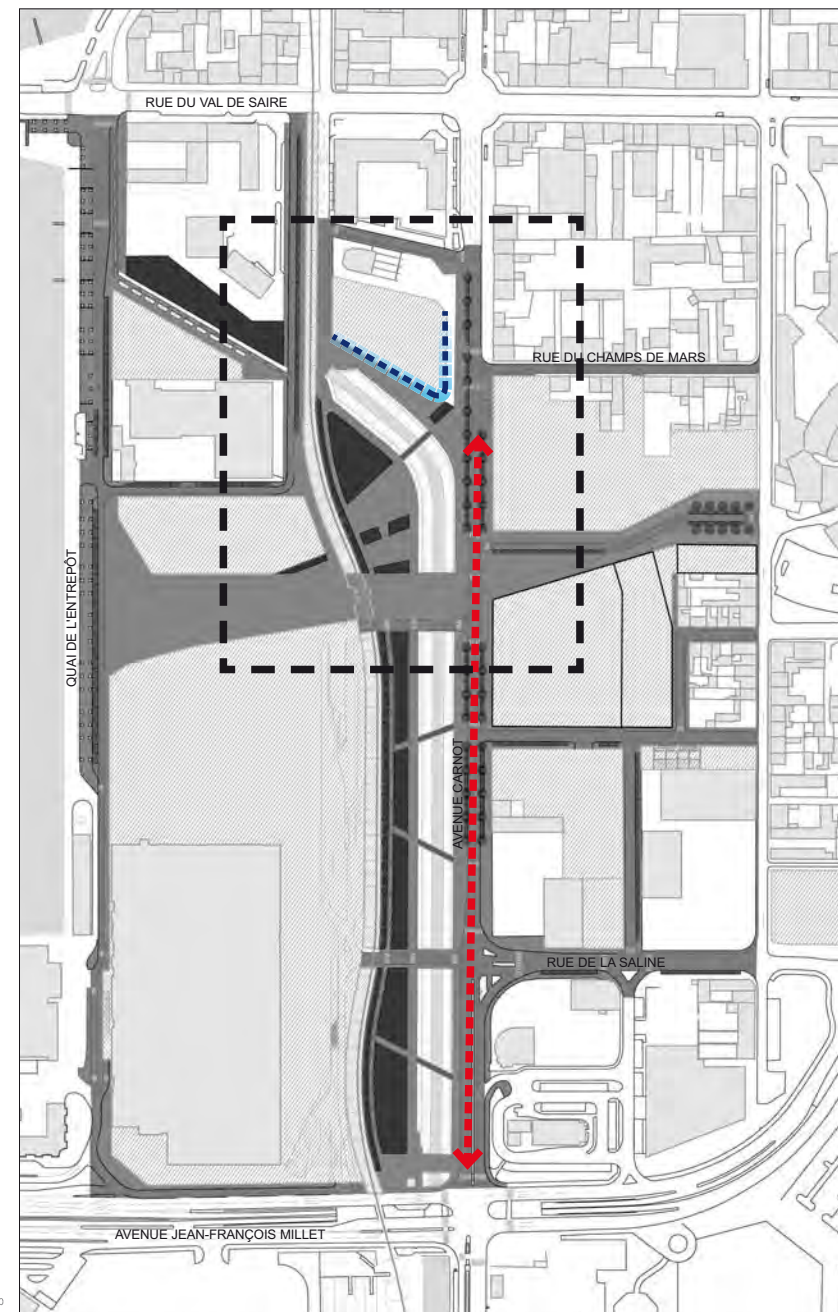 RUE DU VAL DE SAIRE
RUE DU CHAMPS DE MARS
QUAI DE L'ENTREPÔT
AVENUE CARNOT
RUE DE LA SALINE
AVENUE JEAN-FRANÇOIS MILLET